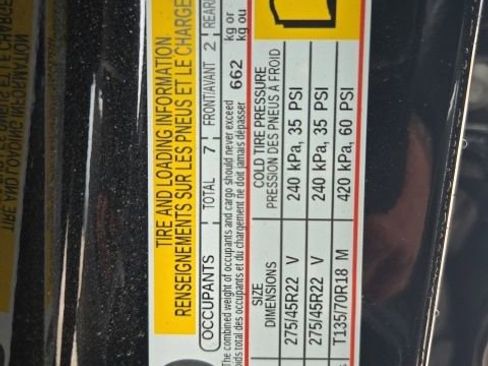 TIRE AND LOADING INFORMATION
RENSEIGNEMENTS SUR LES PNEUS ET LE CHARGE
OCCUPANTS TOTAL 7 FRONT/AVANT 2 REAR
The combined weight of occupants and cargo should never exceed 662 kg or
ds total des occupants et du chargement ne doit jamais dépasser kg ou
SIZE COLD TIRE PRESSURE
DIMENSIONS PRESSION DES PNEUS À FROID
275/45R22 V 240 kPa, 35 PSI
275/45R22 V 240 kPa, 35 PSI
T135/70R18 M 420 kPa, 60 PSI